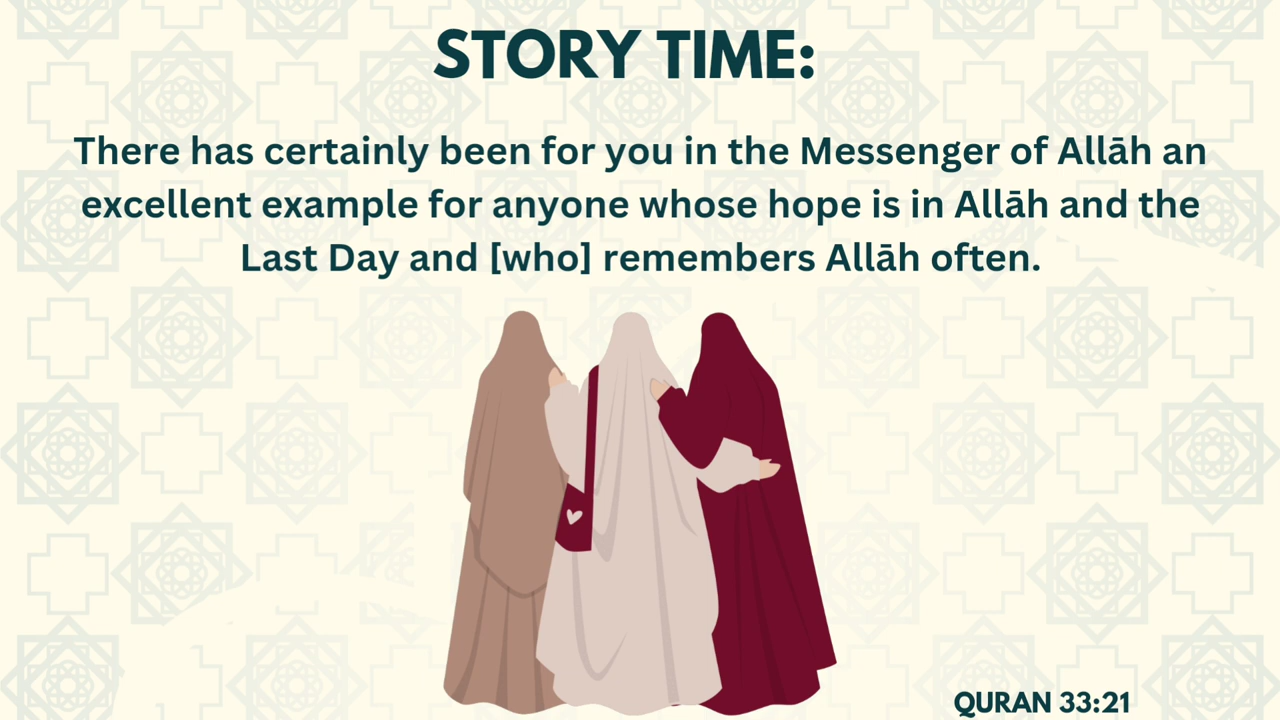 STORY TIME:
There has certainly been for you in the Messenger of Allāh an
excellent example for anyone whose hope is in Allāh and the
Last Day and [who] remembers Allāh often.
QURAN 33:21